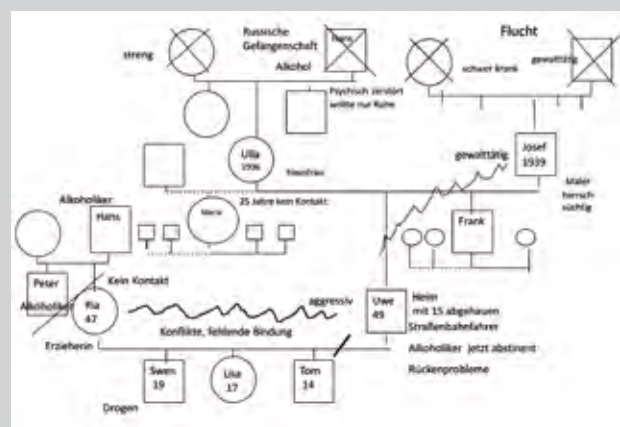 Russische
Gefangenschaft
Hans
Flucht
streng
Alkohol
schwer krank
gewalttätig
Psychisch zerstört
wollte nur Ruhe
Ulla
1936
gewalttätig
Josef
1939
Maler
herrsch
süchtig
Alkoholiker
Hans
Maria
25 Jahre kein Kontakt
Frank
Peter
Alkoholiker
Kein Kontakt
Ria
47
aggressiv
Konflikte, fehlende Bindung
Uwe
49
Heim
mit 15 abgehauen
Straßenbahnfahrer
Erzieherin
Alkoholiker jetzt abstinent
Rückenprobleme
Swen
19
Lisa
17
Tom
14
Drogen